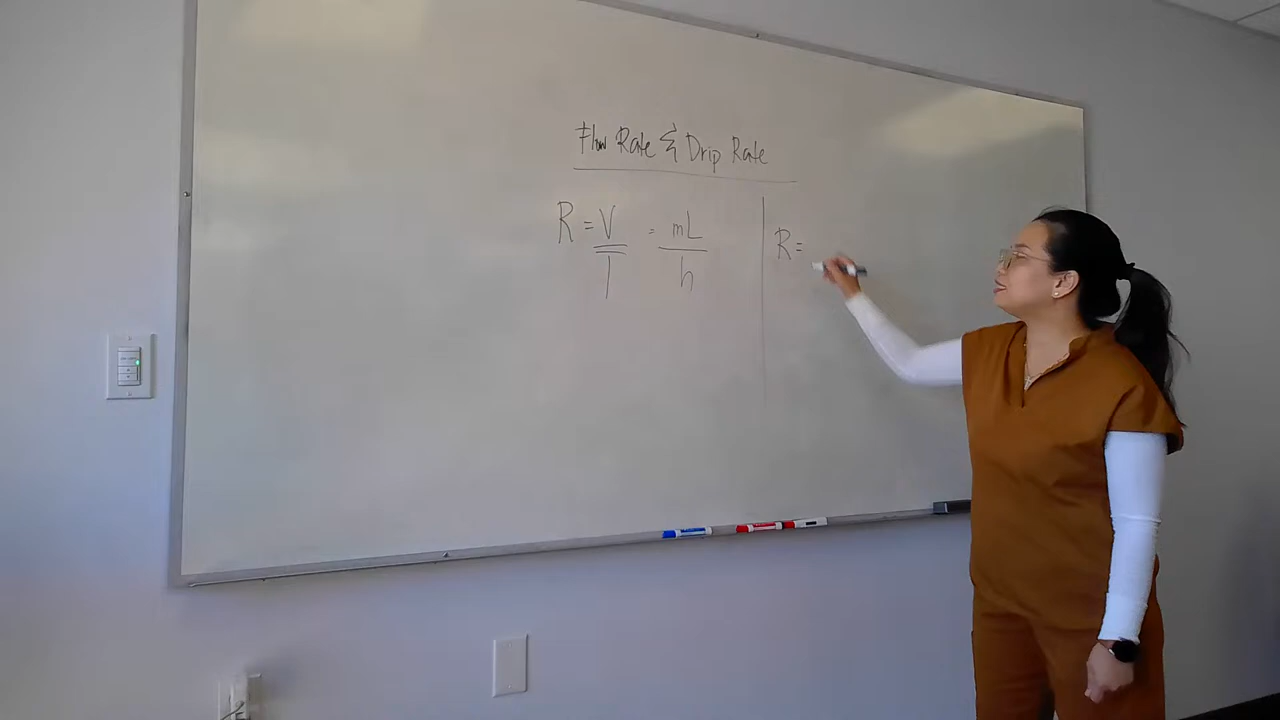 Flow Rate & Drip Rate
R = V/T = mL/h
R =